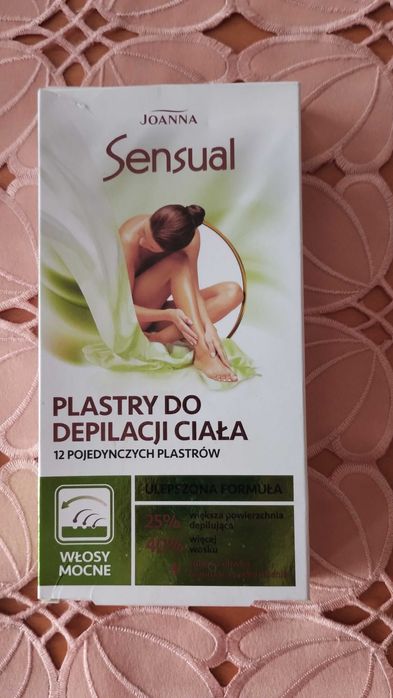 JOANNA
Sensual
PLASTRY DO
DEPILACJI CIAŁA
12 POJEDYNCZYCH PLASTRÓW
ULEPSZONA FORMUŁA
25% większa powierzchnia
depilująca
40% więcej
wosku
WŁOSY
MOCNE